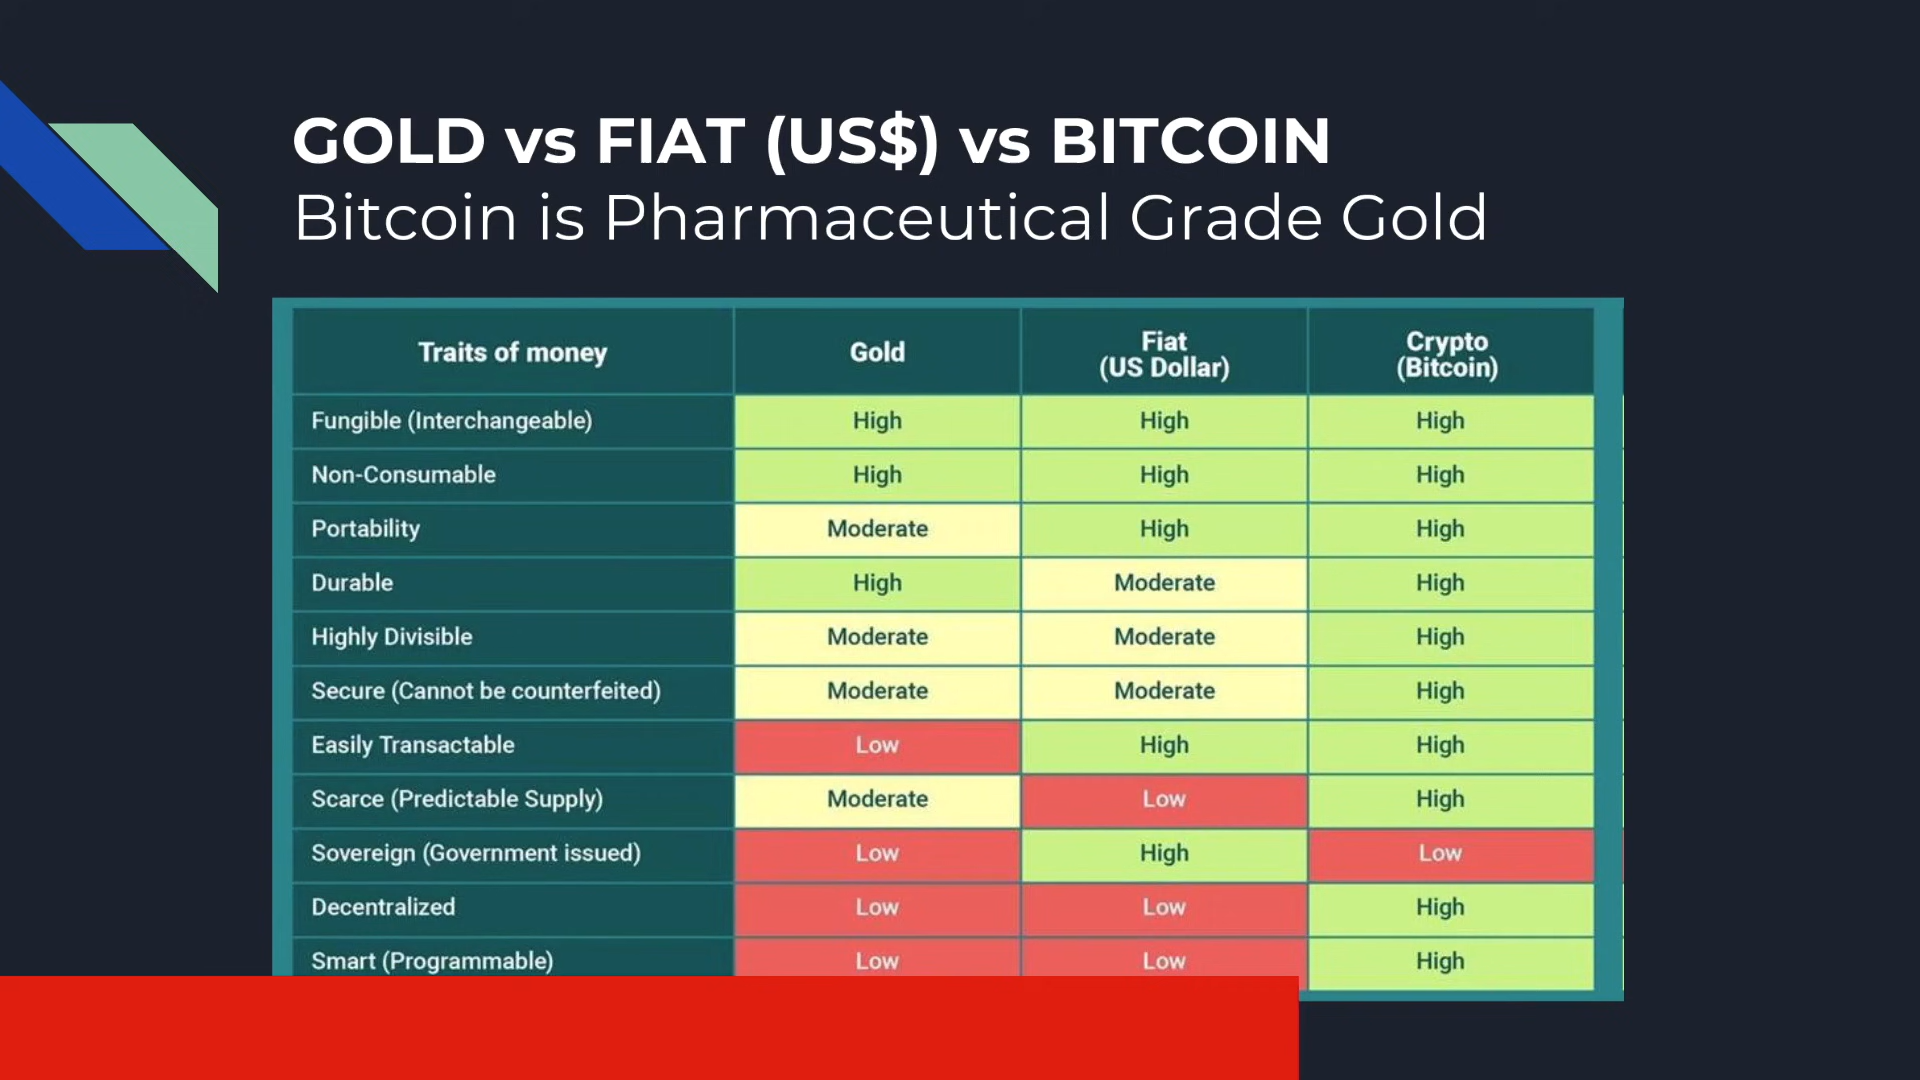 GOLD vs FIAT (US$) vs BITCOIN
Bitcoin is Pharmaceutical Grade Gold
Traits of money Gold Fiat (US Dollar) Crypto (Bitcoin)
Fungible (Interchangeable) High High High
Non-Consumable High High High
Portability Moderate High High
Durable High Moderate High
Highly Divisible Moderate Moderate High
Secure (Cannot be counterfeited) Moderate Moderate High
Easily Transactable Low High High
Scarce (Predictable Supply) Moderate Low High
Sovereign (Government issued) Low High Low
Decentralized Low Low High
Smart (Programmable) Low Low High